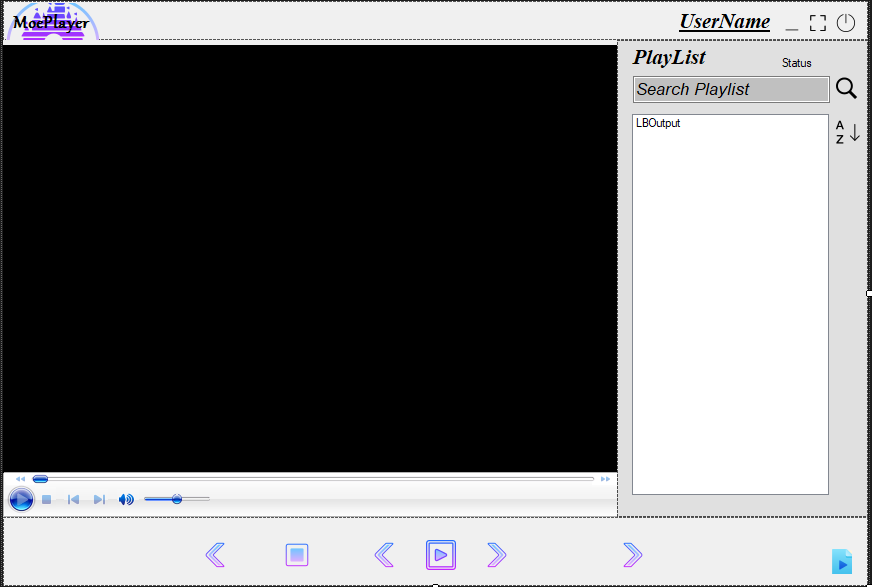 MoePlayer
UserName
PlayList
Status
Search Playlist
LBOutput
A
Z